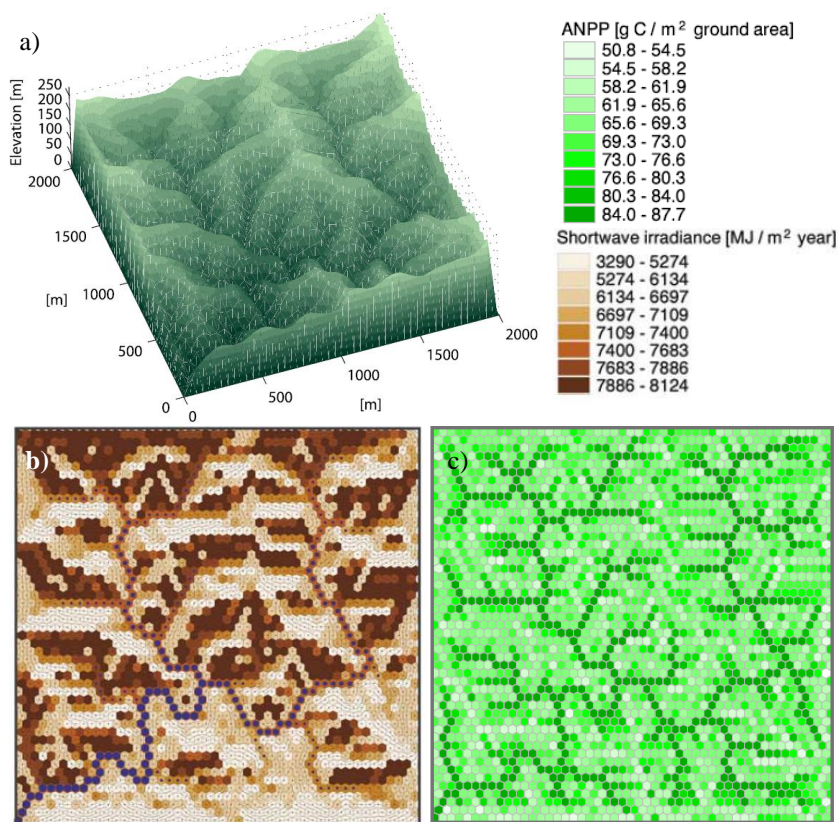 a)
Elevation [m]
250
200
150
100
50
0
2000
1500
1000
[m]
500
0
0
500
1000
[m]
1500
2000
ANPP [g C / m² ground area]
50.8 - 54.5
54.5 - 58.2
58.2 - 61.9
61.9 - 65.6
65.6 - 69.3
69.3 - 73.0
73.0 - 76.6
76.6 - 80.3
80.3 - 84.0
84.0 - 87.7
Shortwave irradiance [MJ / m² year]
3290 - 5274
5274 - 6134
6134 - 6697
6697 - 7109
7109 - 7400
7400 - 7683
7683 - 7886
7886 - 8124
b)
c)